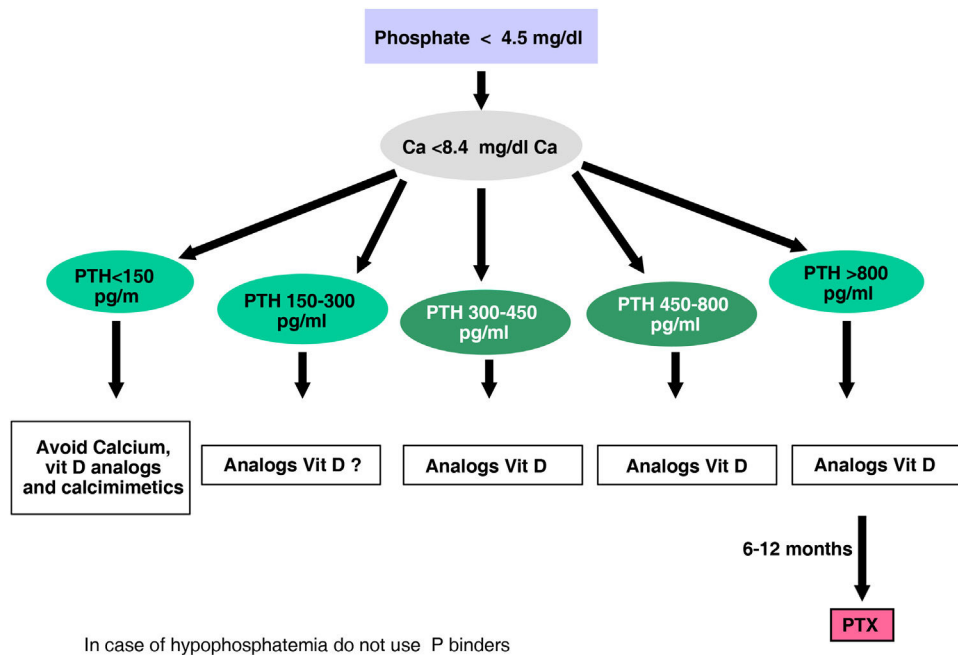 Phosphate < 4.5 mg/dl
Ca <8.4 mg/dl Ca
PTH<150
pg/m
PTH 150-300
pg/ml
PTH 300-450
pg/ml
PTH 450-800
pg/ml
PTH >800
pg/ml
Avoid Calcium,
vit D analogs
and calcimimetics
Analogs Vit D ?
Analogs Vit D
Analogs Vit D
Analogs Vit D
6-12 months
PTX
In case of hypophosphatemia do not use P binders